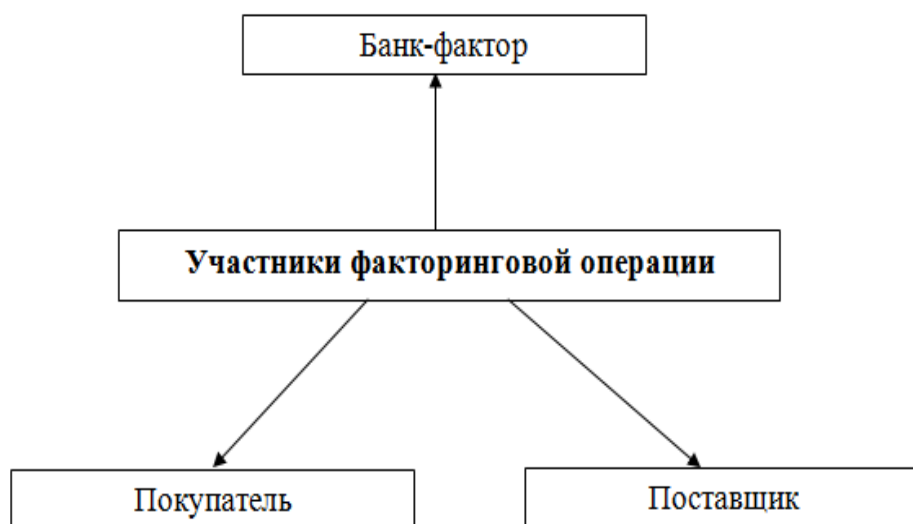 Банк-фактор
Участники факторинговой операции
Покупатель
Поставщик